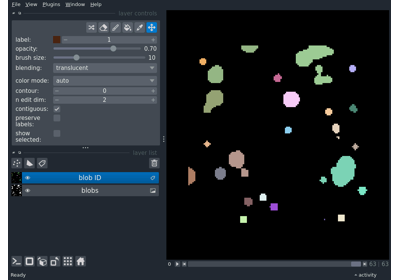 File View Plugins Window Help
layer controls
label: 1
opacity: 0.70
brush size: 10
blending: translucent
color mode: auto
contour: 0
n edit dim: 2
contiguous:
preserve
labels:
show
selected:
layer list
blob ID
blobs
63 63
Ready
activity